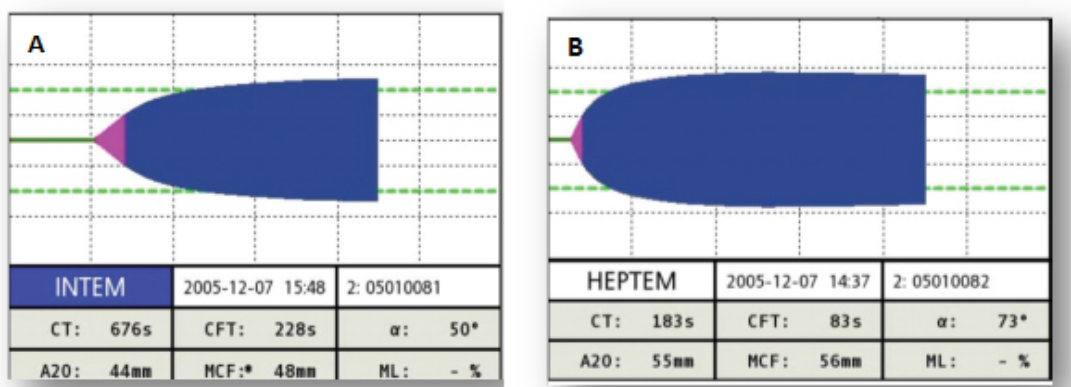 A
INTEM 2005-12-07 15:48 2: 05010081
CT: 676s CFT: 228s α: 50°
A20: 44mm MCF:* 48mm ML: - %
B
HEPTEM 2005-12-07 14:37 2: 05010082
CT: 183s CFT: 83s α: 73°
A20: 55mm MCF: 56mm ML: - %